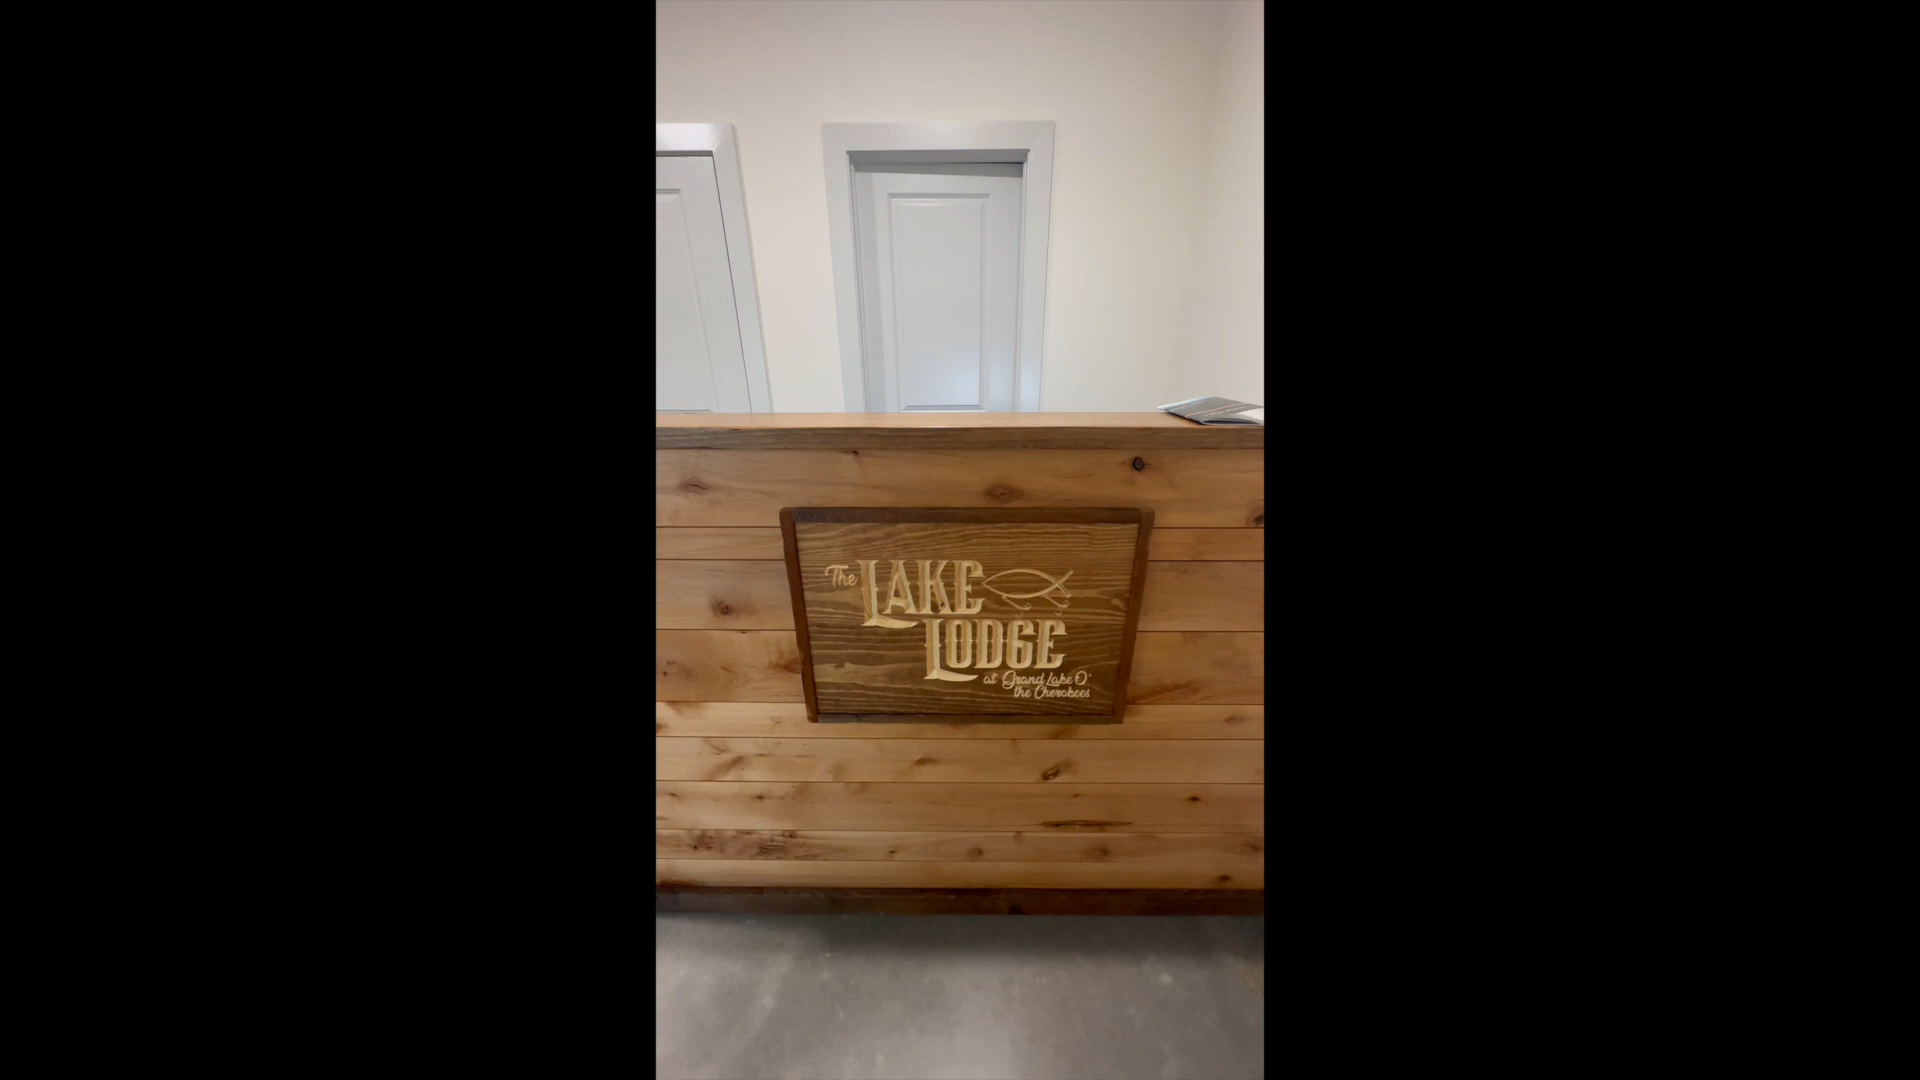 The LAKE
LODGE
at Grand Lake O'
the Cherokees